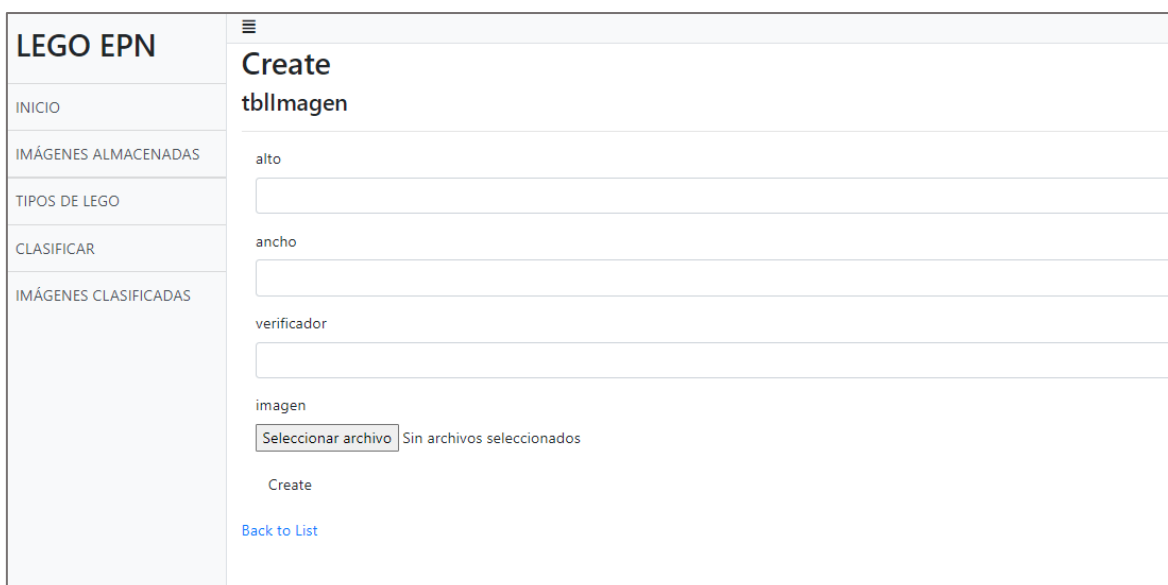 LEGO EPN
INICIO
IMÁGENES ALMACENADAS
TIPOS DE LEGO
CLASIFICAR
IMÁGENES CLASIFICADAS
Create
tblImagen
alto
ancho
verificador
imagen
Seleccionar archivo Sin archivos seleccionados
Create
Back to List